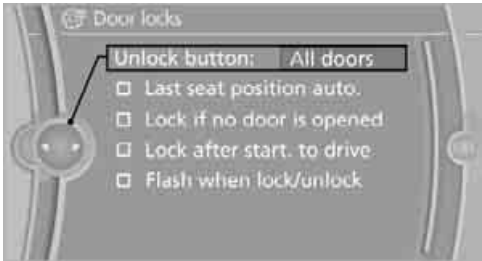 Door locks
Unlock button: All doors
Last seat position auto.
Lock if no door is opened
Lock after start. to drive
Flash when lock/unlock